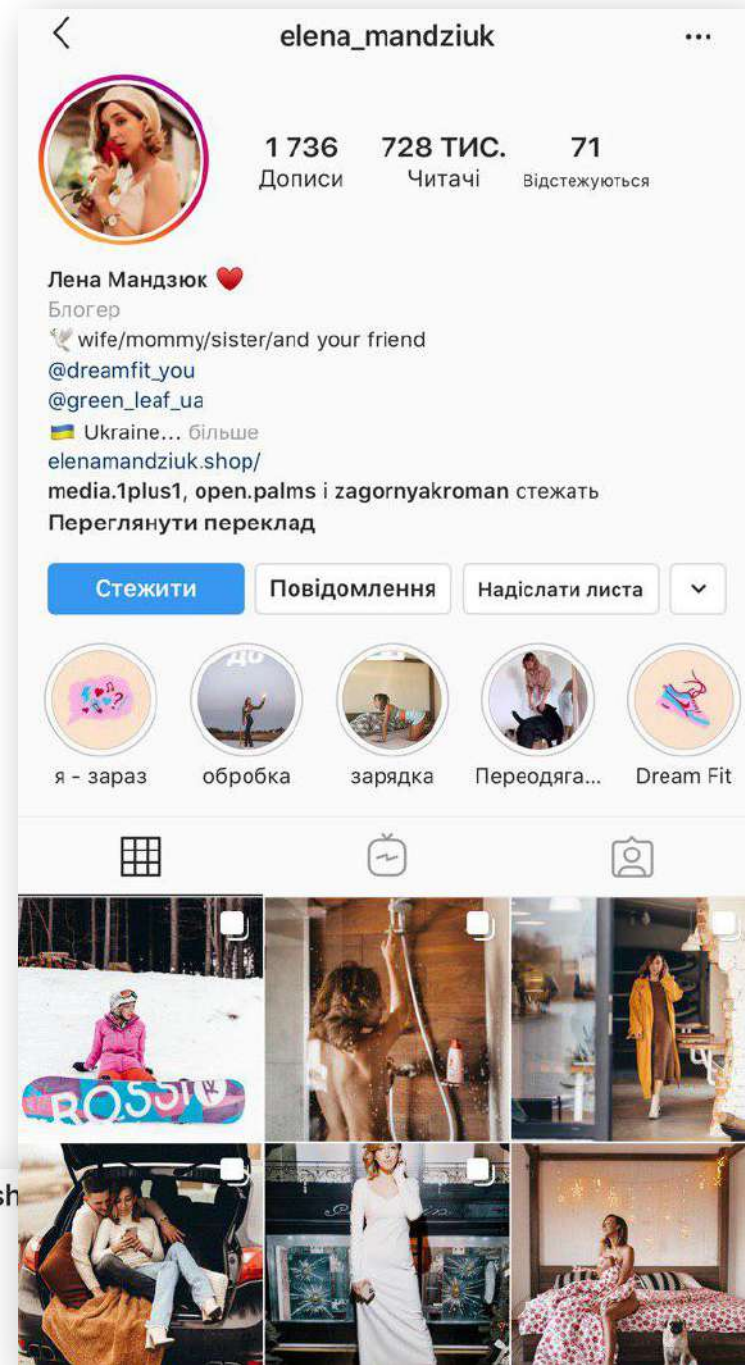 elena_mandziuk
1 736 728 ТИС. 71
Дописи Читачі Відстежуються
Лена Мандзюк
Блогер
wife/mommy/sister/and your friend
@dreamfit_you
@green_leaf_ua
Ukraine... більше
elenamandziuk.shop/
media.1plus1, open.palms і zagornyakroman стежать
Переглянути переклад
Стежити Повідомлення Надіслати листа
ДО
я - зараз обробка зарядка Переодяга... Dream Fit
ROSSI
sh